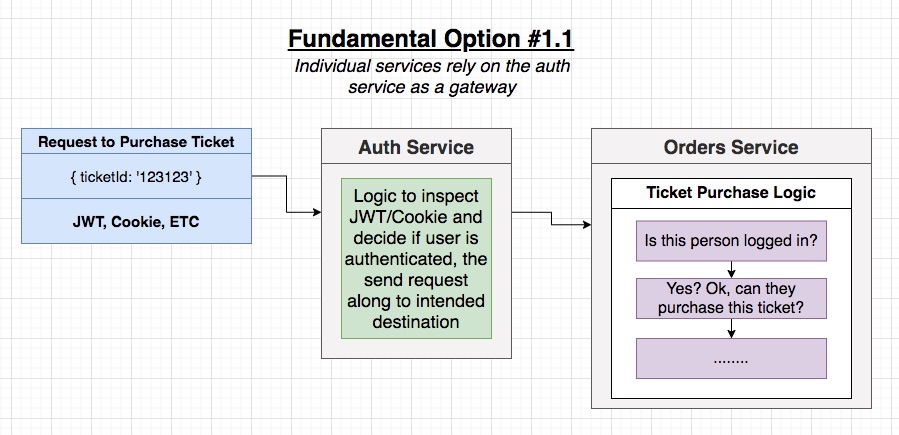 Fundamental Option #1.1
Individual services rely on the auth
service as a gateway
Request to Purchase Ticket
{ ticketId: '123123' }
JWT, Cookie, ETC
Auth Service
Logic to inspect
JWT/Cookie and
decide if user is
authenticated, the
send request
along to intended
destination
Orders Service
Ticket Purchase Logic
Is this person logged in?
Yes? Ok, can they
purchase this ticket?
........